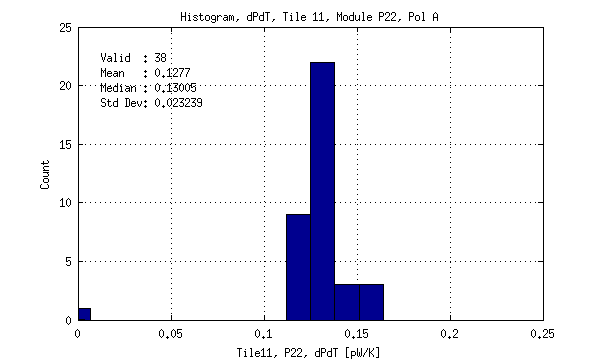 Histogram, dPdT, Tile 11, Module P22, Pol A
25
20
15
10
5
0
Count
Valid : 38
Mean : 0.1277
Median : 0.13005
Std Dev: 0.023239
0 0.05 0.1 0.15 0.2 0.25
Tile11, P22, dPdT [pW/K]